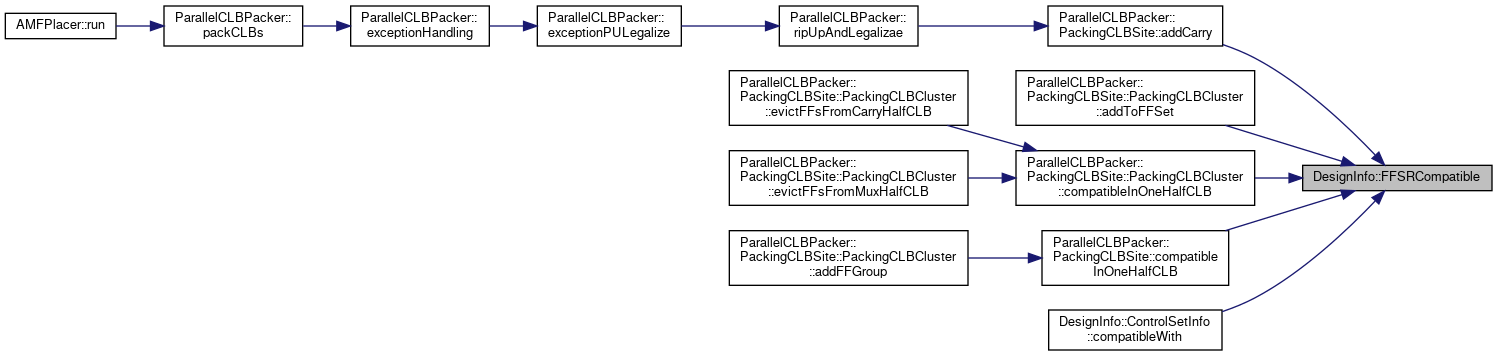 AMFPlacer::run
ParallelCLBPacker::
packCLBs
ParallelCLBPacker::
exceptionHandling
ParallelCLBPacker::
exceptionPULegalize
ParallelCLBPacker::
ripUpAndLegalizae
ParallelCLBPacker::
PackingCLBSite::addCarry
ParallelCLBPacker::
PackingCLBSite::PackingCLBCluster
::evictFFsFromCarryHalfCLB
ParallelCLBPacker::
PackingCLBSite::PackingCLBCluster
::addToFFSet
ParallelCLBPacker::
PackingCLBSite::PackingCLBCluster
::evictFFsFromMuxHalfCLB
ParallelCLBPacker::
PackingCLBSite::PackingCLBCluster
::compatibleInOneHalfCLB
DesignInfo::FFSRCompatible
ParallelCLBPacker::
PackingCLBSite::PackingCLBCluster
::addFFGroup
ParallelCLBPacker::
PackingCLBSite::compatible
InOneHalfCLB
DesignInfo::ControlSetInfo
::compatibleWith